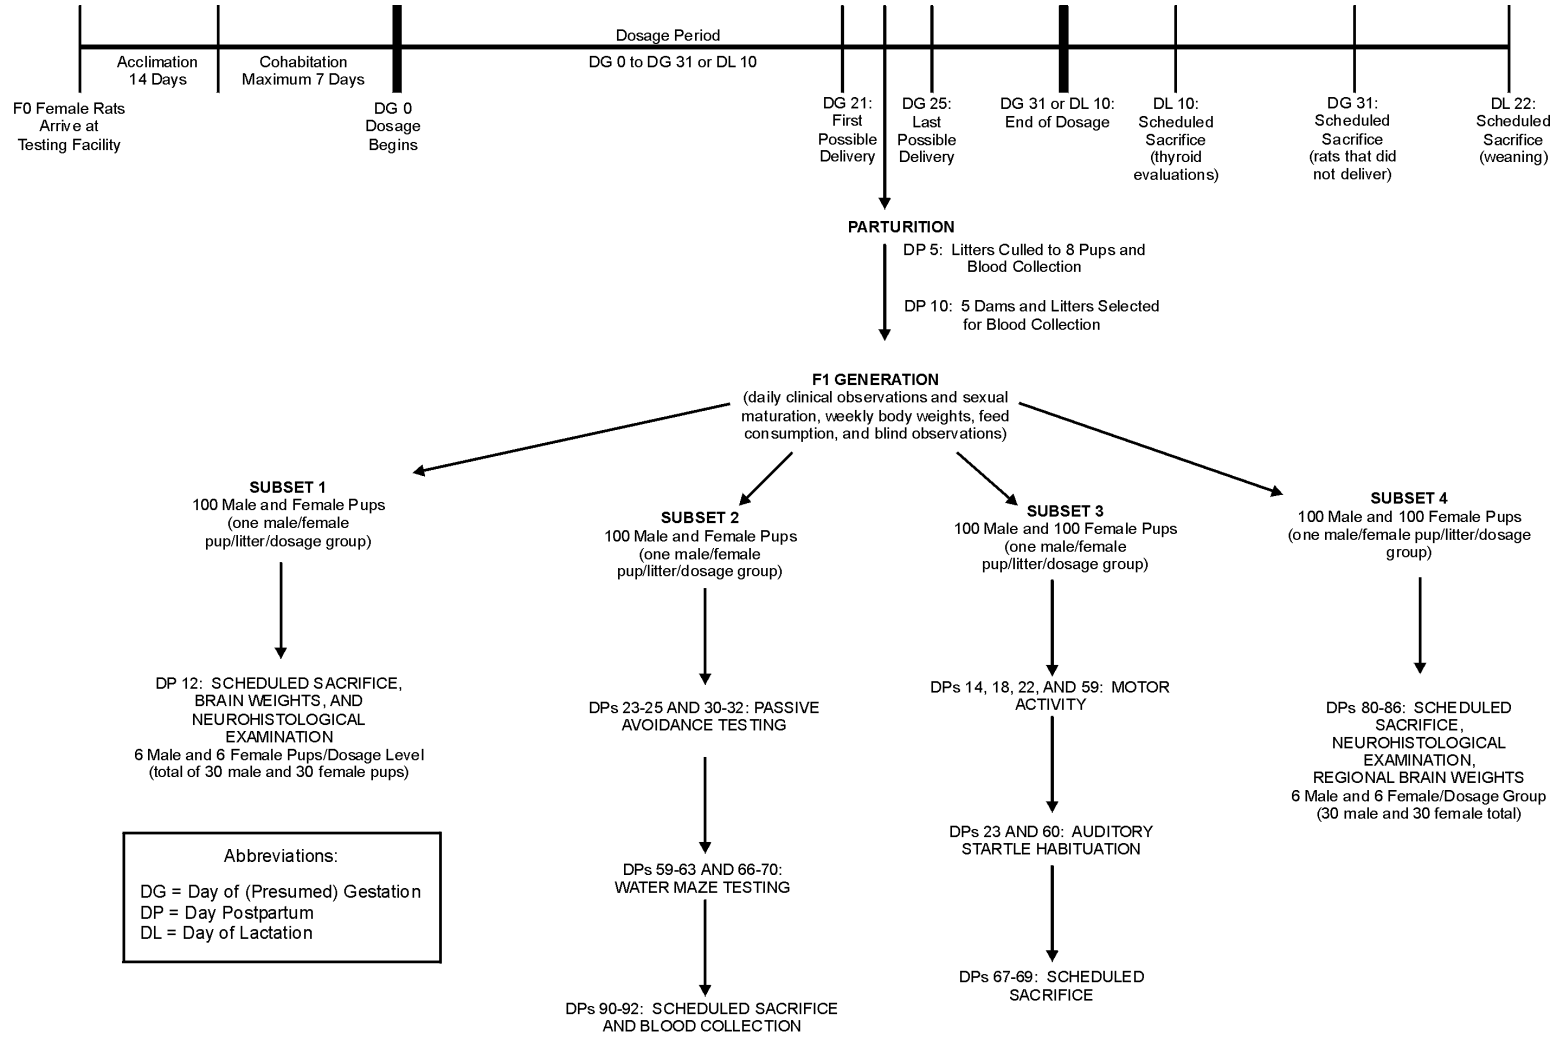 Dosage Period
DG 0 to DG 31 or DL 10
Acclimation
14 Days
Cohabitation
Maximum 7 Days
F0 Female Rats
Arrive at
Testing Facility
DG 0
Dosage
Begins
DG 21:
First
Possible
Delivery
DG 25:
Last
Possible
Delivery
DG 31 or DL 10:
End of Dosage
DL 10:
Scheduled
Sacrifice
(thyroid
evaluations)
DG 31:
Scheduled
Sacrifice
(rats that did
not deliver)
DL 22:
Scheduled
Sacrifice
(weaning)
PARTURITION
DP 5: Litters Culled to 8 Pups and
Blood Collection
DP 10: 5 Dams and Litters Selected
for Blood Collection
F1 GENERATION
(daily clinical observations and sexual
maturation, weekly body weights, feed
consumption, and blind observations)
SUBSET 1
100 Male and Female Pups
(one male/female
pup/litter/dosage group)
DP 12: SCHEDULED SACRIFICE,
BRAIN WEIGHTS, AND
NEUROHISTOLOGICAL
EXAMINATION
6 Male and 6 Female Pups/Dosage Level
(total of 30 male and 30 female pups)
SUBSET 2
100 Male and Female Pups
(one male/female
pup/litter/dosage group)
DPs 23-25 AND 30-32: PASSIVE
AVOIDANCE TESTING
DPs 59-63 AND 66-70:
WATER MAZE TESTING
DPs 90-92: SCHEDULED SACRIFICE
AND BLOOD COLLECTION
SUBSET 3
100 Male and 100 Female Pups
(one male/female
pup/litter/dosage group)
DPs 14, 18, 22, AND 59: MOTOR
ACTIVITY
DPs 23 AND 60: AUDITORY
STARTLE HABITUATION
DPs 67-69: SCHEDULED
SACRIFICE
SUBSET 4
100 Male and 100 Female Pups
(one male/female pup/litter/dosage
group)
DPs 80-86: SCHEDULED
SACRIFICE,
NEUROHISTOLOGICAL
EXAMINATION,
REGIONAL BRAIN WEIGHTS
6 Male and 6 Female/Dosage Group
(30 male and 30 female total)
Abbreviations:
DG = Day of (Presumed) Gestation
DP = Day Postpartum
DL = Day of Lactation